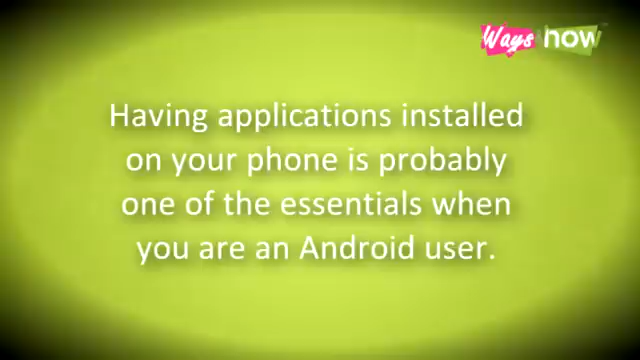 Ways now
Having applications installed
on your phone is probably
one of the essentials when
you are an Android user.